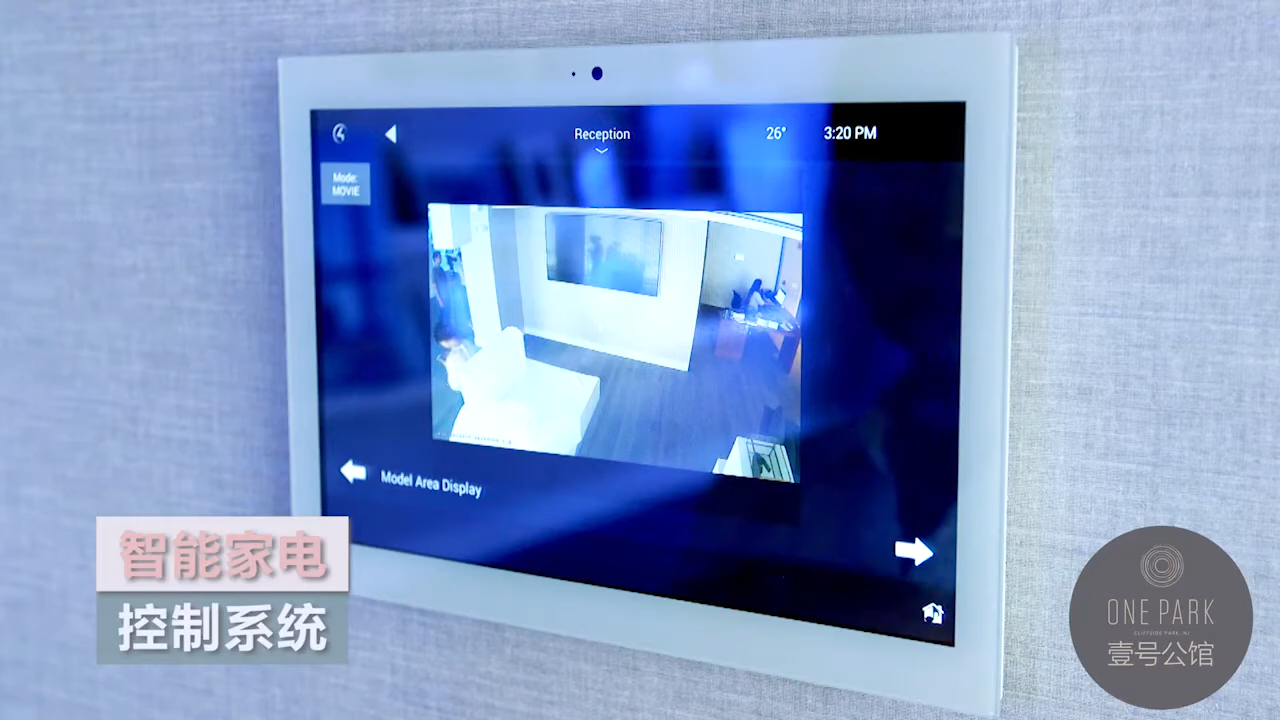 Reception
26°
3:20 PM
Mode:
MOVIE
Model Area Display
智能家电
控制系统
ONE PARK
CLIFFSIDE PARK, NJ
壹号公馆